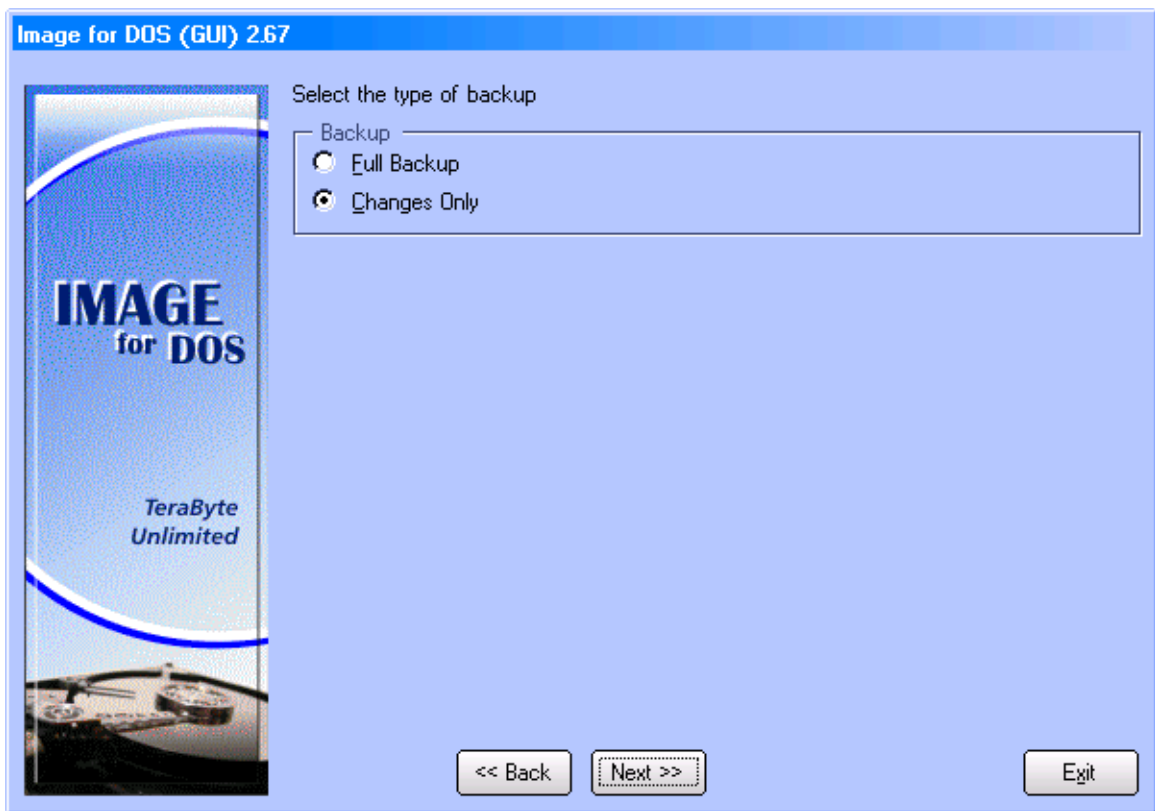 Image for DOS (GUI) 2.67
Select the type of backup
Backup
Full Backup
Changes Only
IMAGE
for DOS
TeraByte
Unlimited
<< Back
Next >>
Exit